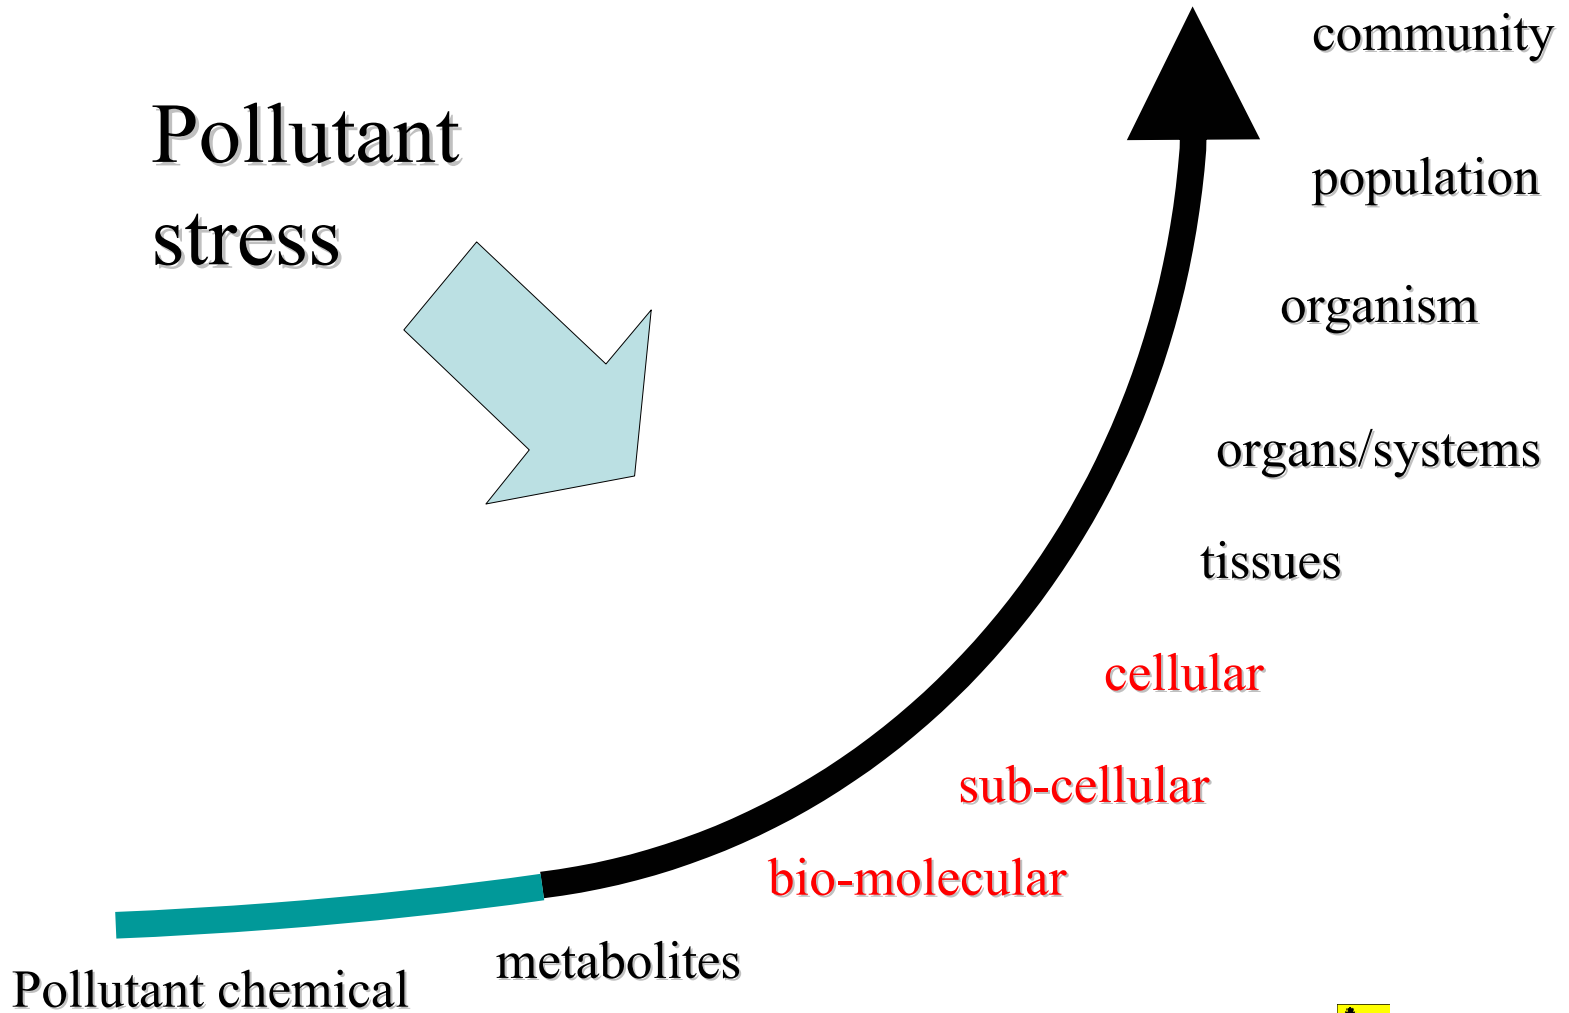 community
Pollutant
stress
population
organism
organs/systems
tissues
cellular
sub-cellular
bio-molecular
metabolites
Pollutant chemical